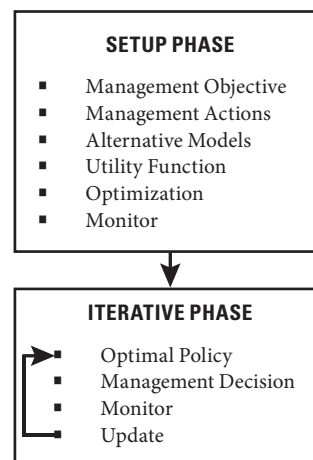 SETUP PHASE
▪ Management Objective
▪ Management Actions
▪ Alternative Models
▪ Utility Function
▪ Optimization
▪ Monitor
ITERATIVE PHASE
▪ Optimal Policy
▪ Management Decision
▪ Monitor
▪ Update